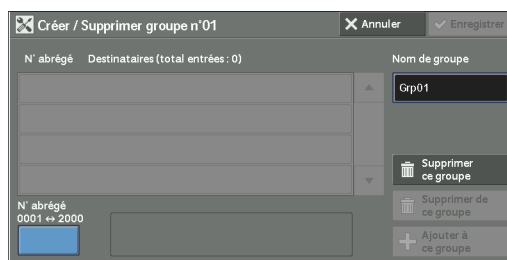 Créer / Supprimer groupe n°01
Annuler
Enregistrer
N° abrégé Destinataires (total entrées : 0)
Nom de groupe
Grp01
Supprimer
ce groupe
N° abrégé
0001 ↔ 2000
Supprimer de
ce groupe
Ajouter à
ce groupe